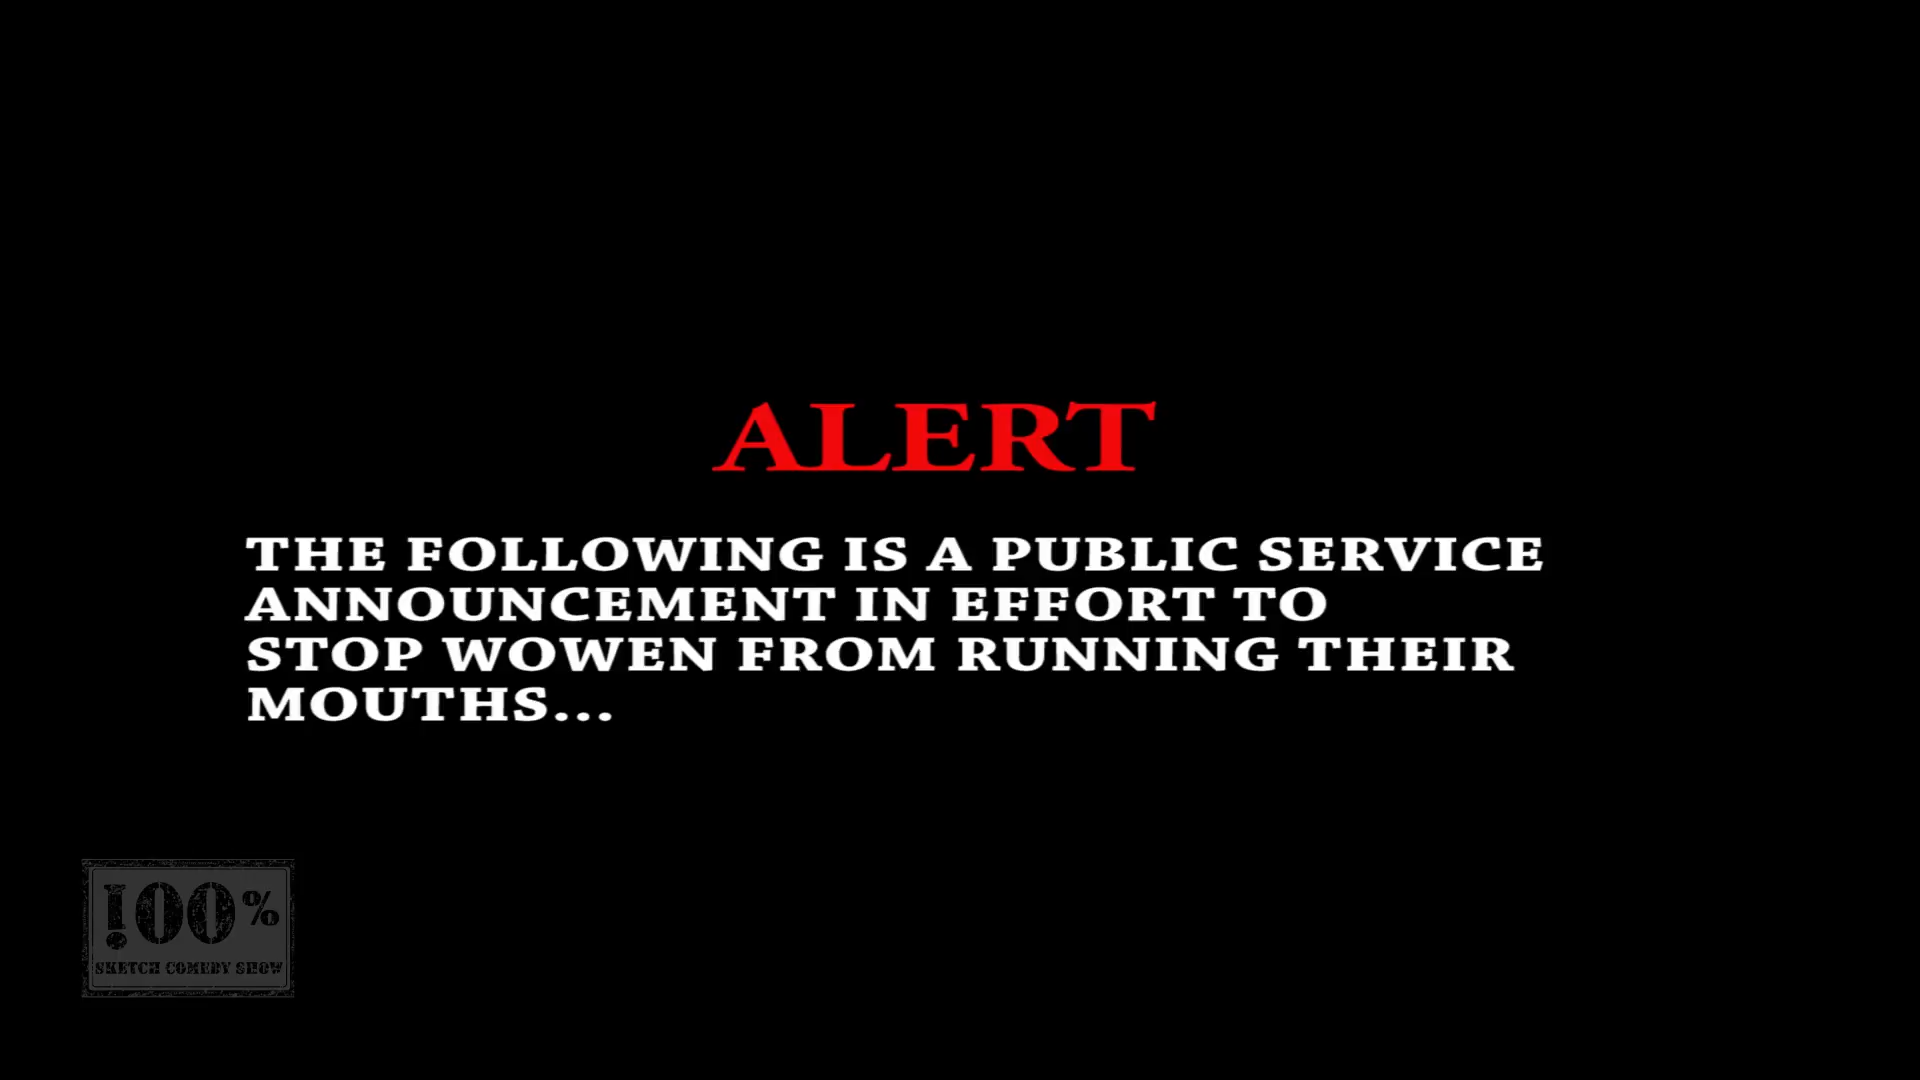 ALERT
THE FOLLOWING IS A PUBLIC SERVICE
ANNOUNCEMENT IN EFFORT TO
STOP WOWEN FROM RUNNING THEIR
MOUTHS...
!00%
SKETCH COMEDY SHOW